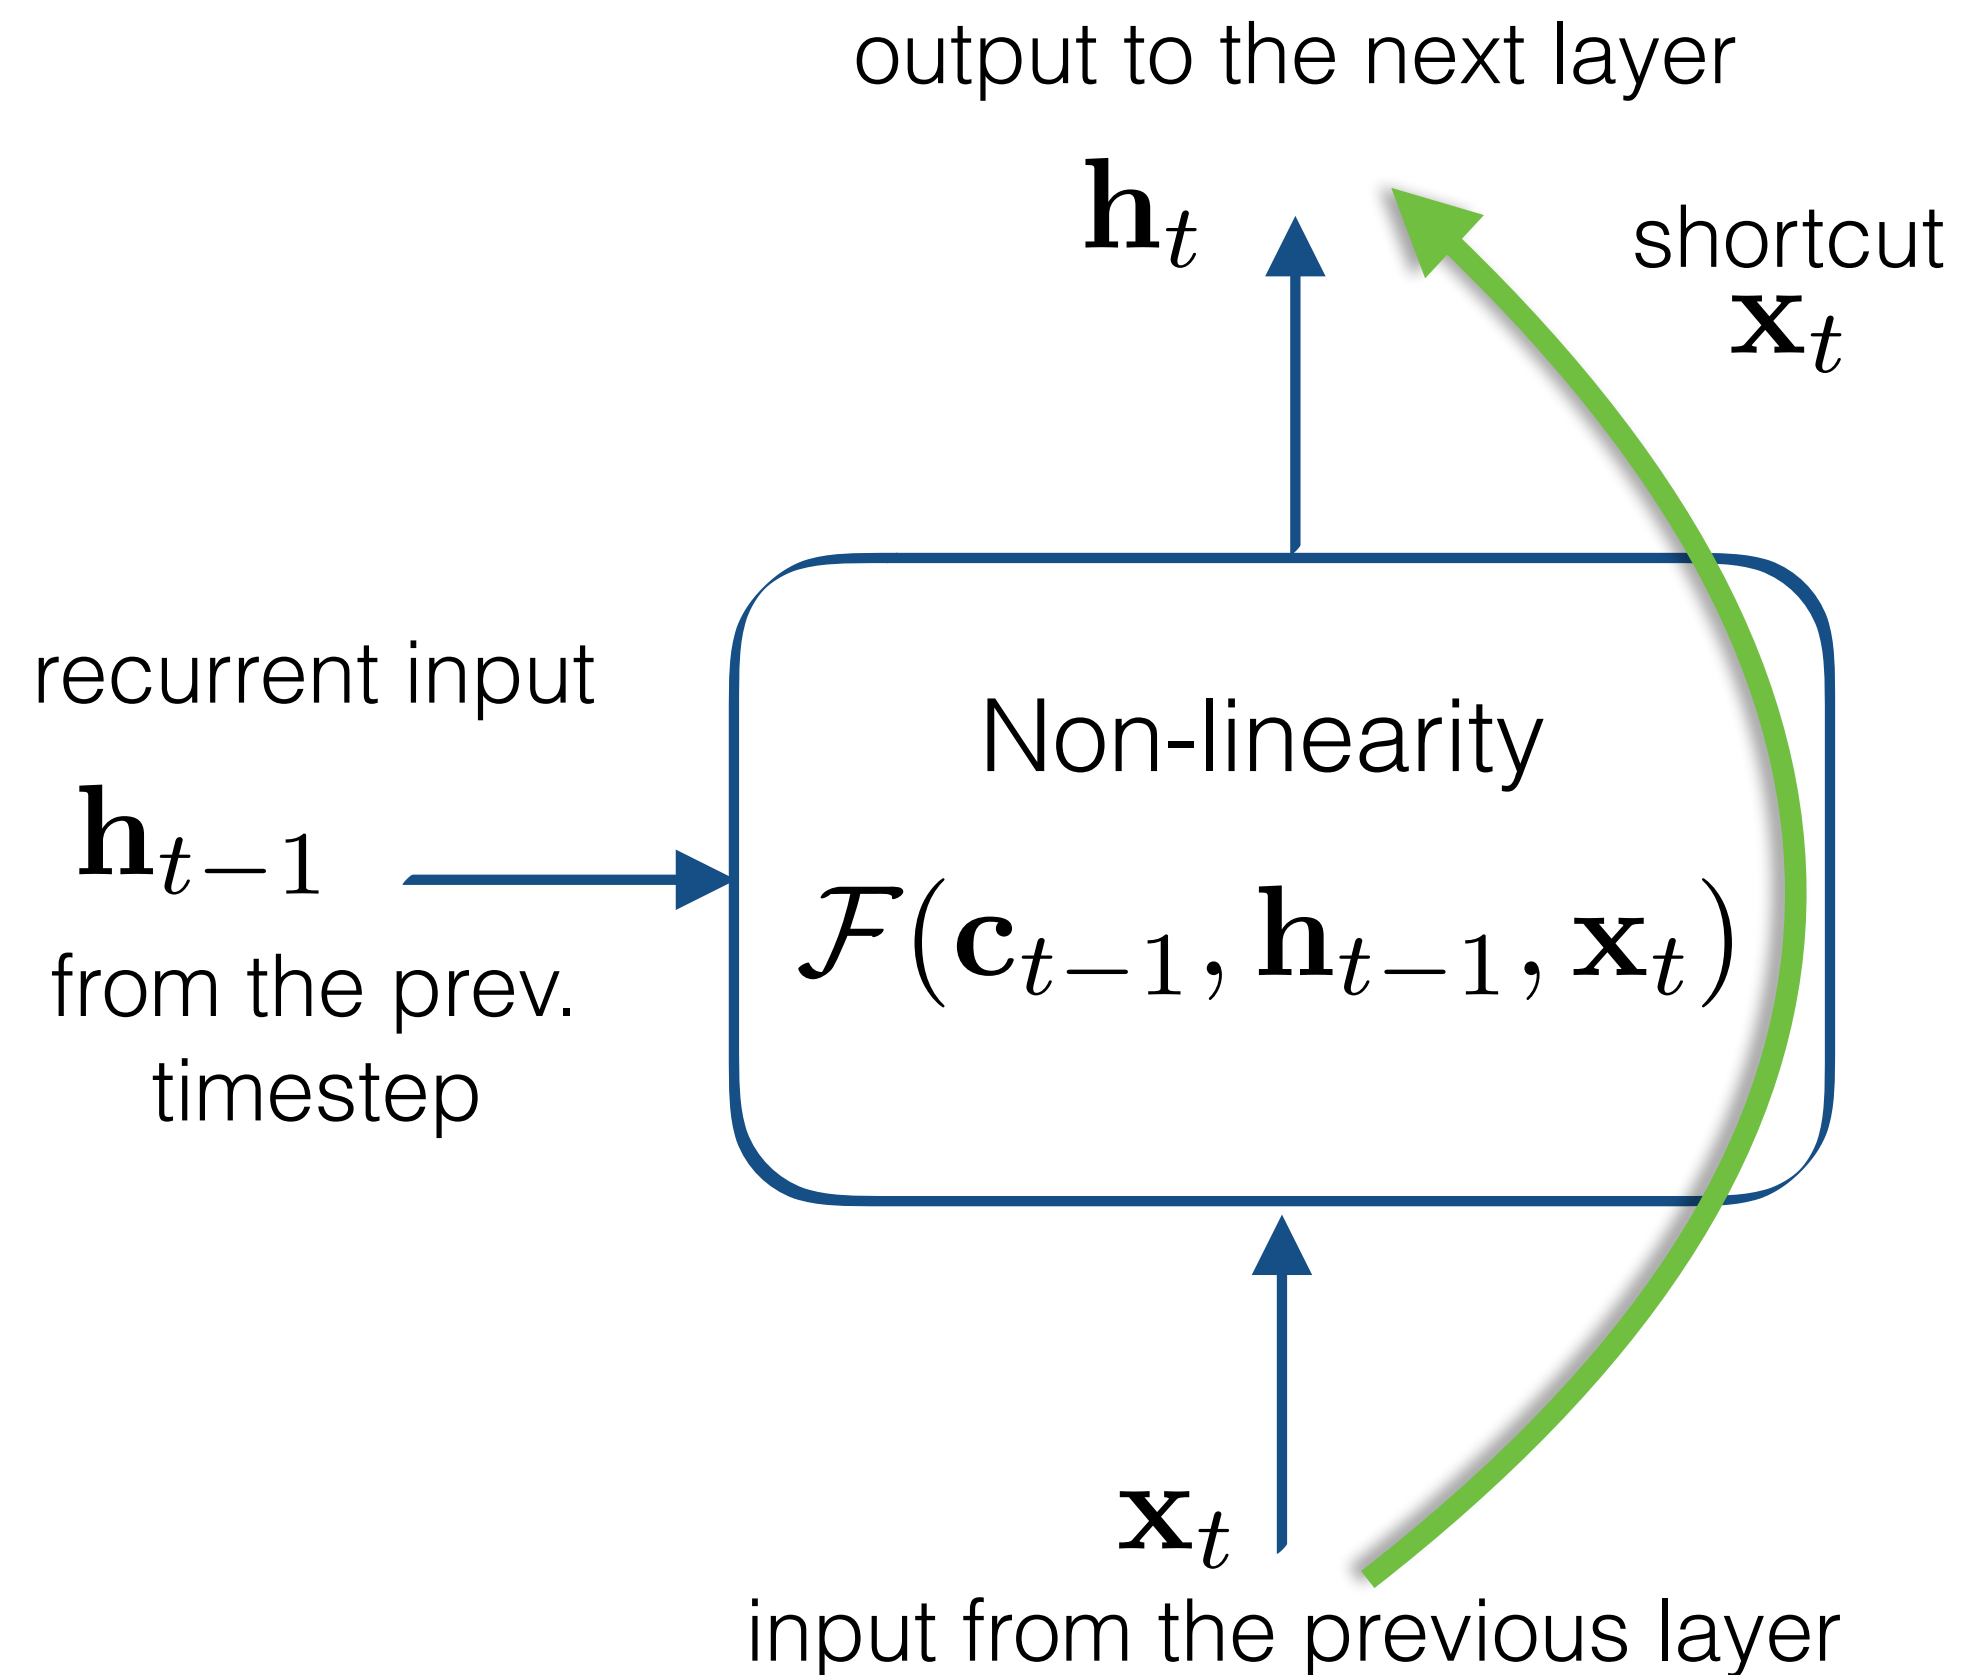 output to the next layer
h_t
shortcut
x_t
recurrent input
h_{t-1}
from the prev.
timestep
Non-linearity
\mathcal{F}(c_{t-1}, h_{t-1}, x_t)
x_t
input from the previous layer